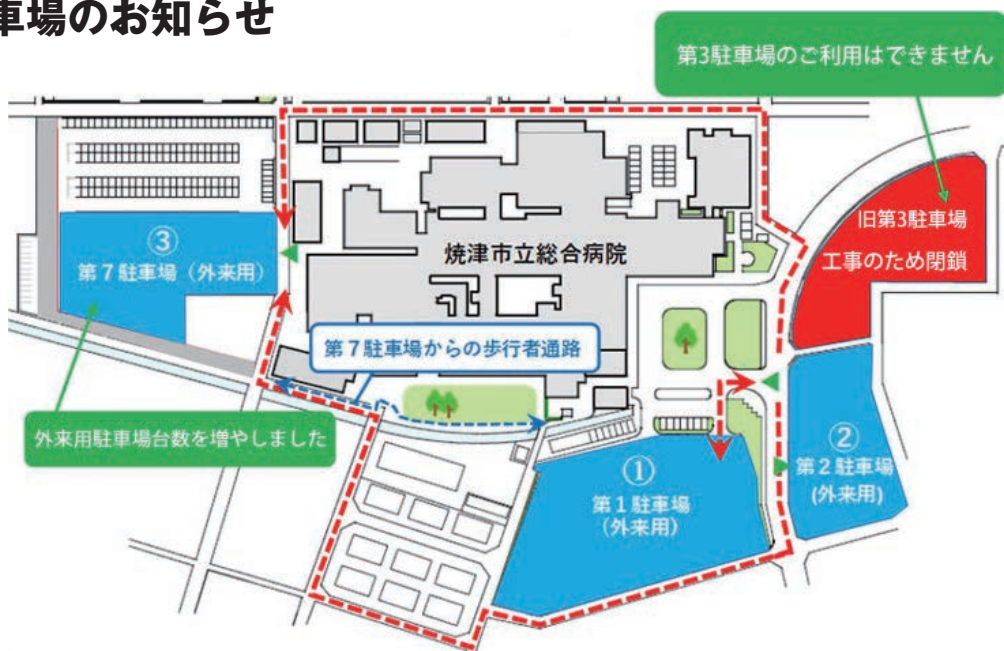 車場のお知らせ
第3駐車場のご利用はできません
旧第3駐車場
工事のため閉鎖
焼津市立総合病院
③
第7駐車場（外来用）
第７駐車場からの歩行者通路
外来用駐車場台数を増やしました
①
第１駐車場
（外来用）
②
第２駐車場
(外来用)